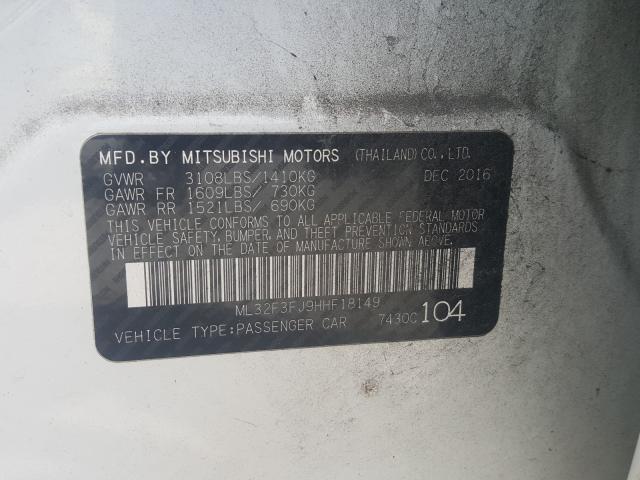 MFD.BY MITSUBISHI MOTORS (THAILAND)CO.,LTD.
GVWR 3108LBS/1410KG DEC 2016
GAWR FR 1609LBS/ 730KG
GAWR RR 1521LBS/ 690KG
THIS VEHICLE CONFORMS TO ALL APPLICABLE FEDERAL MOTOR
VEHICLE SAFETY, BUMPER, AND THEFT PREVENTION STANDARDS
IN EFFECT ON THE DATE OF MANUFACTURE SHOWN ABOVE.
ML32F3FJ9HHF18149
VEHICLE TYPE:PASSENGER CAR 7430C 104